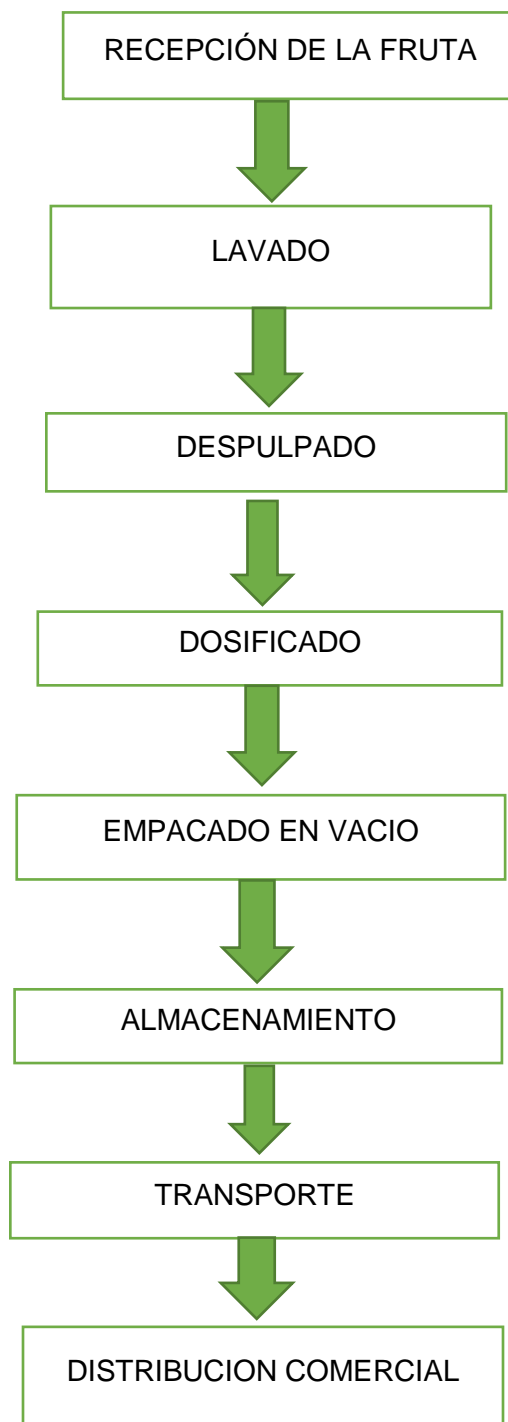 RECEPCIÓN DE LA FRUTA
LAVADO
DESPULPADO
DOSIFICADO
EMPACADO EN VACIO
ALMACENAMIENTO
TRANSPORTE
DISTRIBUCION COMERCIAL